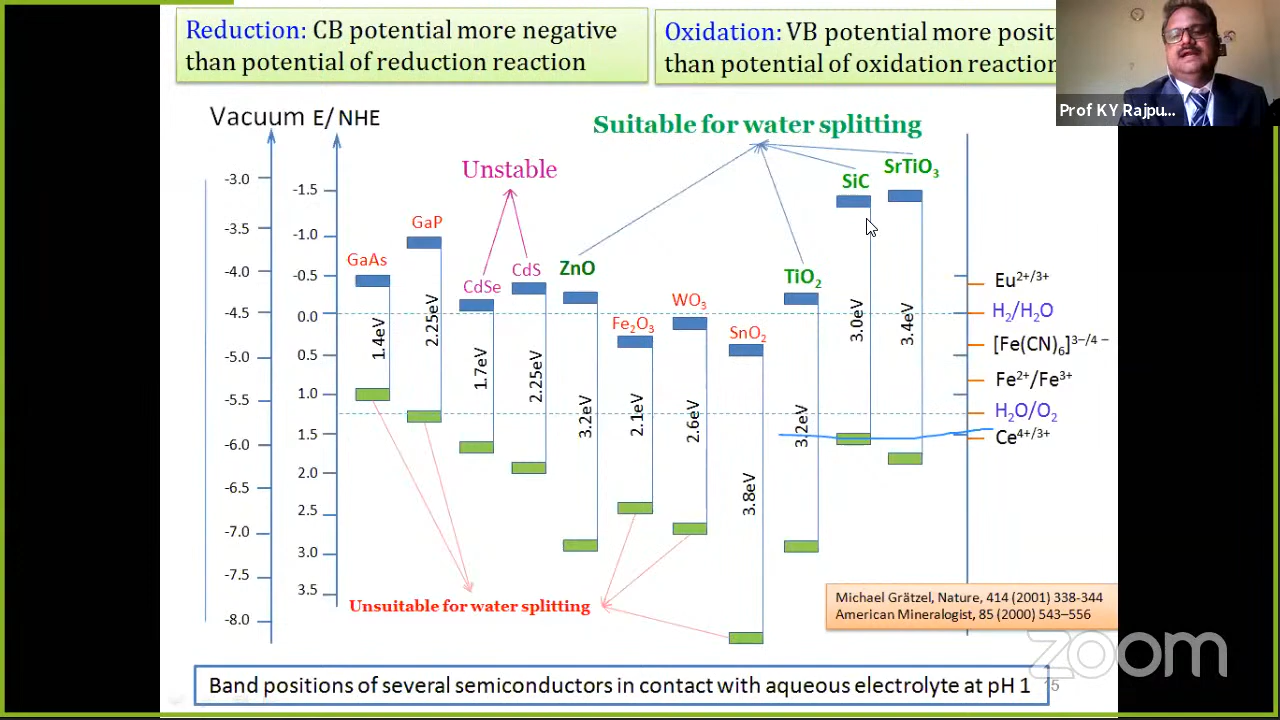 Reduction: CB potential more negative
than potential of reduction reaction
Oxidation: VB potential more posit
than potential of oxidation reaction
Prof KY Rajpu...
Vacuum E/NHE
Suitable for water splitting
Unstable
SiC
SrTiO3
GaP
GaAs
CdSe
CdS
ZnO
Fe2O3
WO3
SnO2
TiO2
-3.0
-3.5
-4.0
-4.5
-5.0
-5.5
-6.0
-6.5
-7.0
-7.5
-8.0
-1.5
-1.0
-0.5
0.0
0.5
1.0
1.5
2.0
2.5
3.0
3.5
1.4eV
2.25eV
1.7eV
2.25eV
3.2eV
2.1eV
2.6eV
3.8eV
3.2eV
3.0eV
3.4eV
Eu2+/3+
H2/H2O
[Fe(CN)6]3−/4 −
Fe2+/Fe3+
H2O/O2
Ce4+/3+
Unsuitable for water splitting
Michael Grätzel, Nature, 414 (2001) 338-344
American Mineralogist, 85 (2000) 543–556
zoom
Band positions of several semiconductors in contact with aqueous electrolyte at pH 1